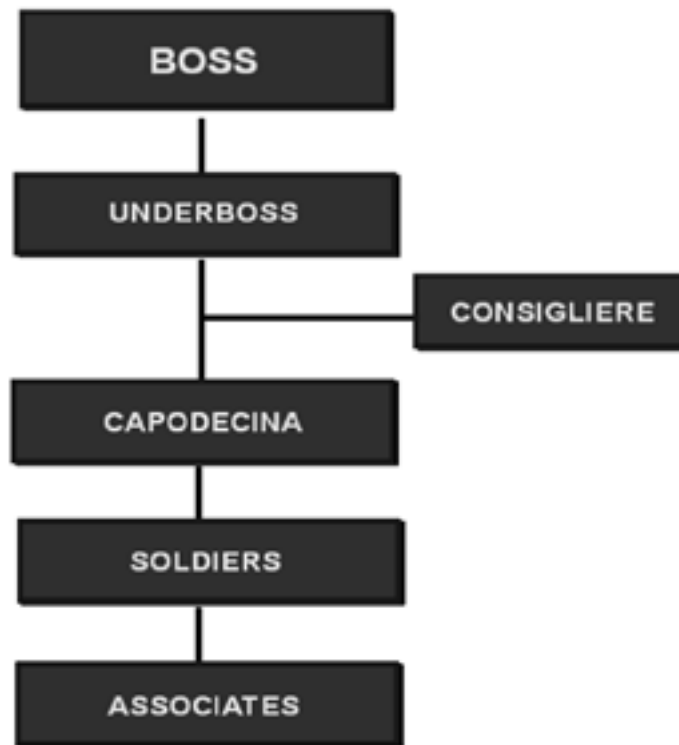 BOSS
UNDERBOSS
CONSIGLIERE
CAPODECINA
SOLDIERS
ASSOCIATES